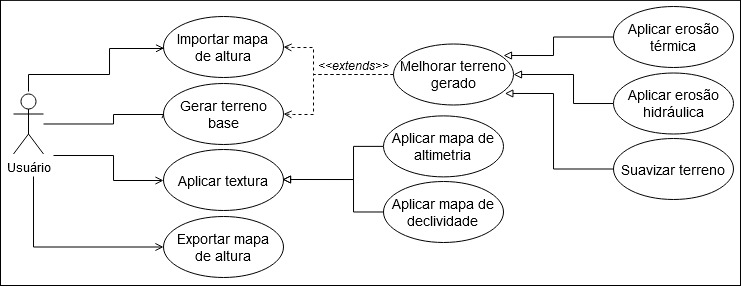 Importar mapa
de altura
<<extends>>
Melhorar terreno
gerado
Aplicar erosão
térmica
Gerar terreno
base
Aplicar erosão
hidráulica
Usuário
Aplicar mapa de
altimetria
Aplicar textura
Suavizar terreno
Aplicar mapa de
declividade
Exportar mapa
de altura